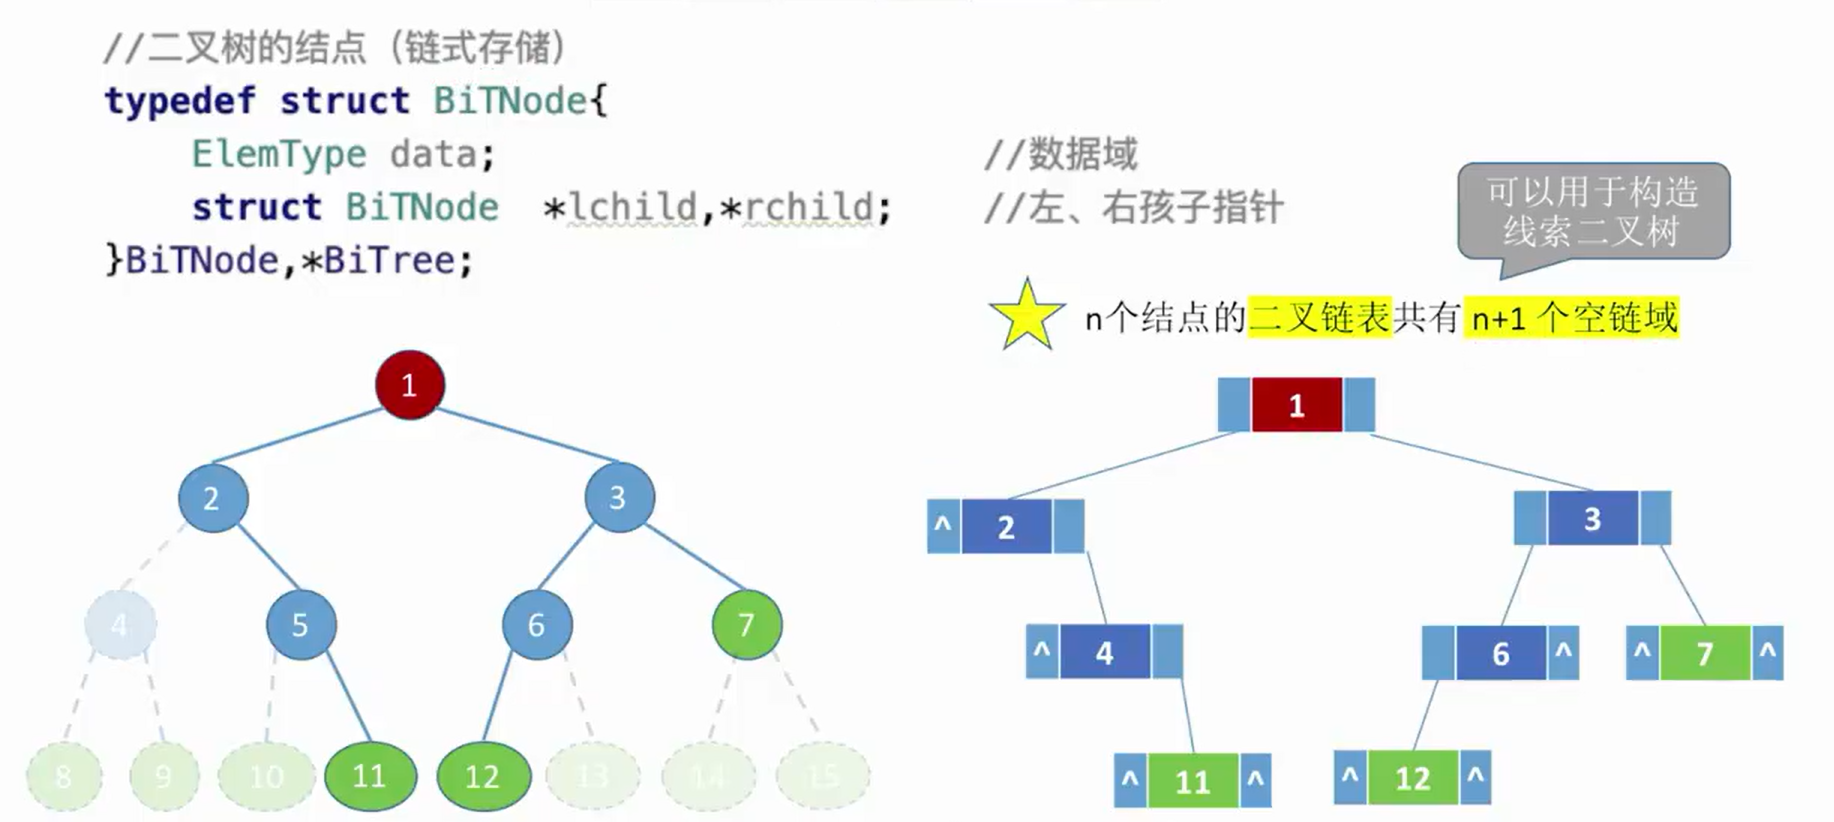 //二叉树的结点（链式存储）
typedef struct BiTNode{
ElemType data; //数据域
struct BiTNode *lchild,*rchild; //左、右孩子指针
}BiTNode,*BiTree;
可以用于构造
线索二叉树
n个结点的二叉链表共有 n+1 个空链域
1
2 3
4 5 6 7
8 9 10 11 12 13 14 15
1
^ 2 3
^ 4 6 ^ ^ 7 ^
^ 11 ^ ^ 12 ^